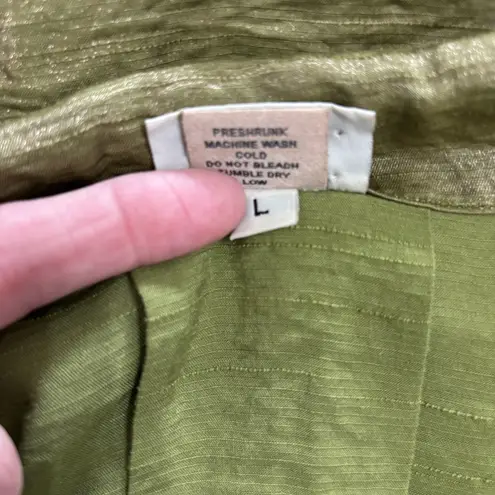 PRESHRUNK
MACHINE WASH
COLD
DO NOT BLEACH
TUMBLE DRY
LOW
L